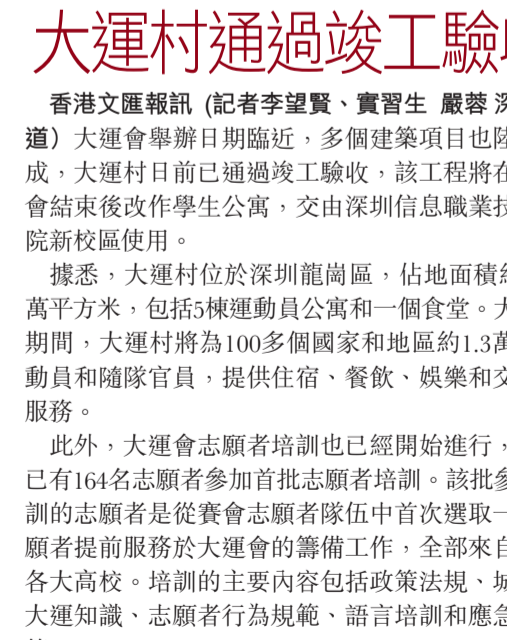 大運村通過竣工驗
香港文匯報訊 (記者李望賢、實習生 嚴蓉 深
道）大運會舉辦日期臨近，多個建築項目也陸
成，大運村日前已通過竣工驗收，該工程將在
會結束後改作學生公寓，交由深圳信息職業技
院新校區使用。
據悉，大運村位於深圳龍崗區，佔地面積約
萬平方米，包括5棟運動員公寓和一個食堂。大
期間，大運村將為100多個國家和地區約1.3萬
動員和隨隊官員，提供住宿、餐飲、娛樂和文
服務。
此外，大運會志願者培訓也已經開始進行，
已有164名志願者參加首批志願者培訓。該批參
訓的志願者是從賽會志願者隊伍中首次選取一
願者提前服務於大運會的籌備工作，全部來自
各大高校。培訓的主要內容包括政策法規、城
大運知識、志願者行為規範、語言培訓和應急